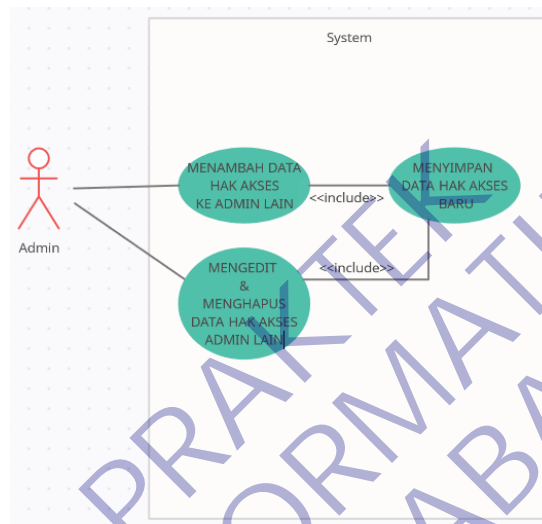 System
MENAMBAH DATA
HAK AKSES
KE ADMIN LAIN
<<include>>
MENYIMPAN
DATA HAK AKSES
BARU
Admin
MENGEDIT
&
MENGHAPUS
DATA HAK AKSES
ADMIN LAIN
<<include>>
PRAKTEK